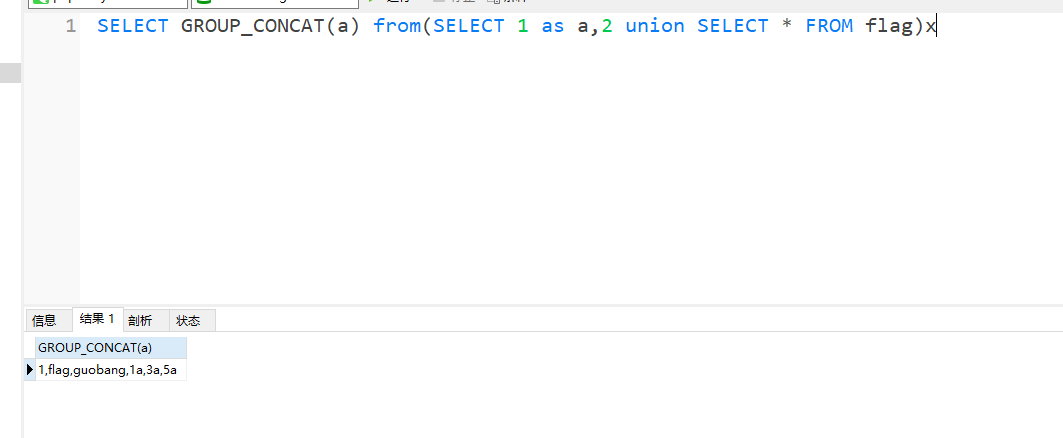 1 SELECT GROUP_CONCAT(a) from(SELECT 1 as a,2 union SELECT * FROM flag)x
信息 结果 1 剖析 状态
GROUP_CONCAT(a)
1,flag,guobang,1a,3a,5a